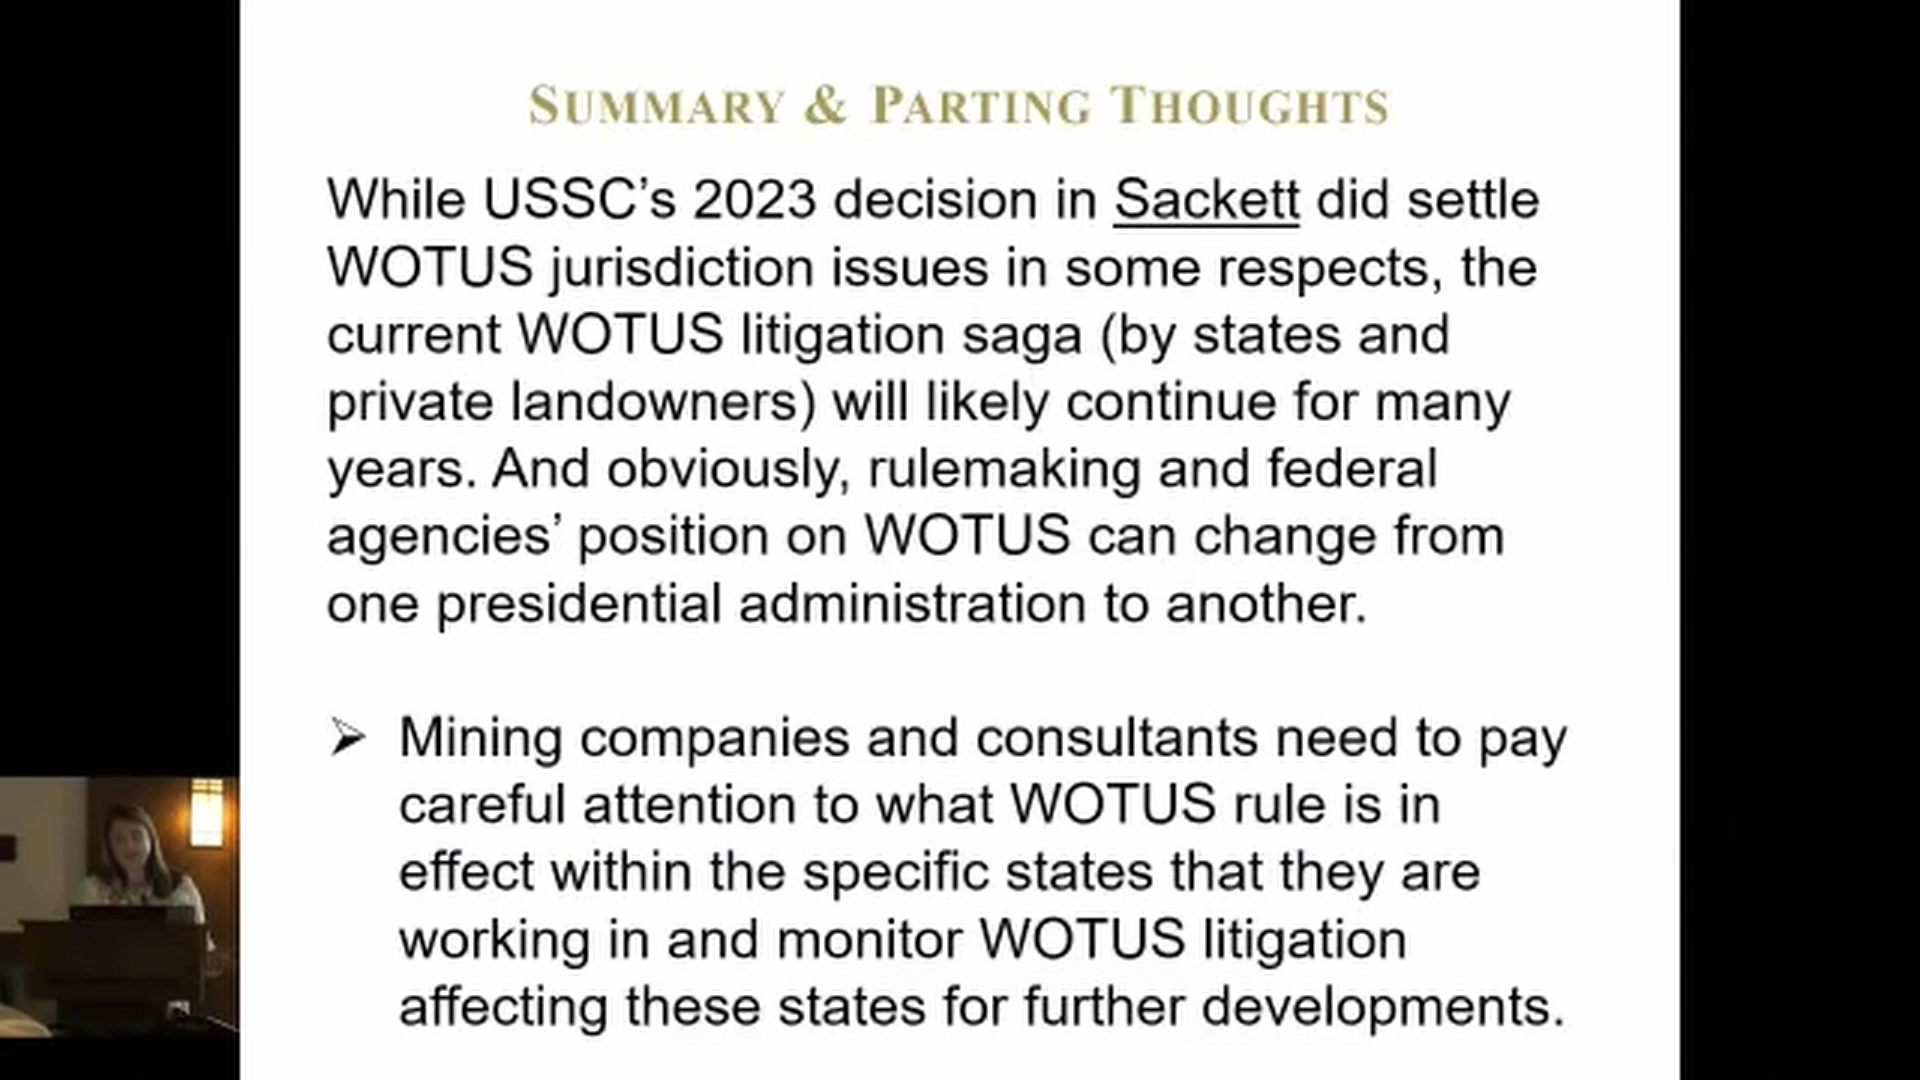 SUMMARY & PARTING THOUGHTS
While USSC’s 2023 decision in Sackett did settle
WOTUS jurisdiction issues in some respects, the
current WOTUS litigation saga (by states and
private landowners) will likely continue for many
years. And obviously, rulemaking and federal
agencies’ position on WOTUS can change from
one presidential administration to another.
➢ Mining companies and consultants need to pay
careful attention to what WOTUS rule is in
effect within the specific states that they are
working in and monitor WOTUS litigation
affecting these states for further developments.